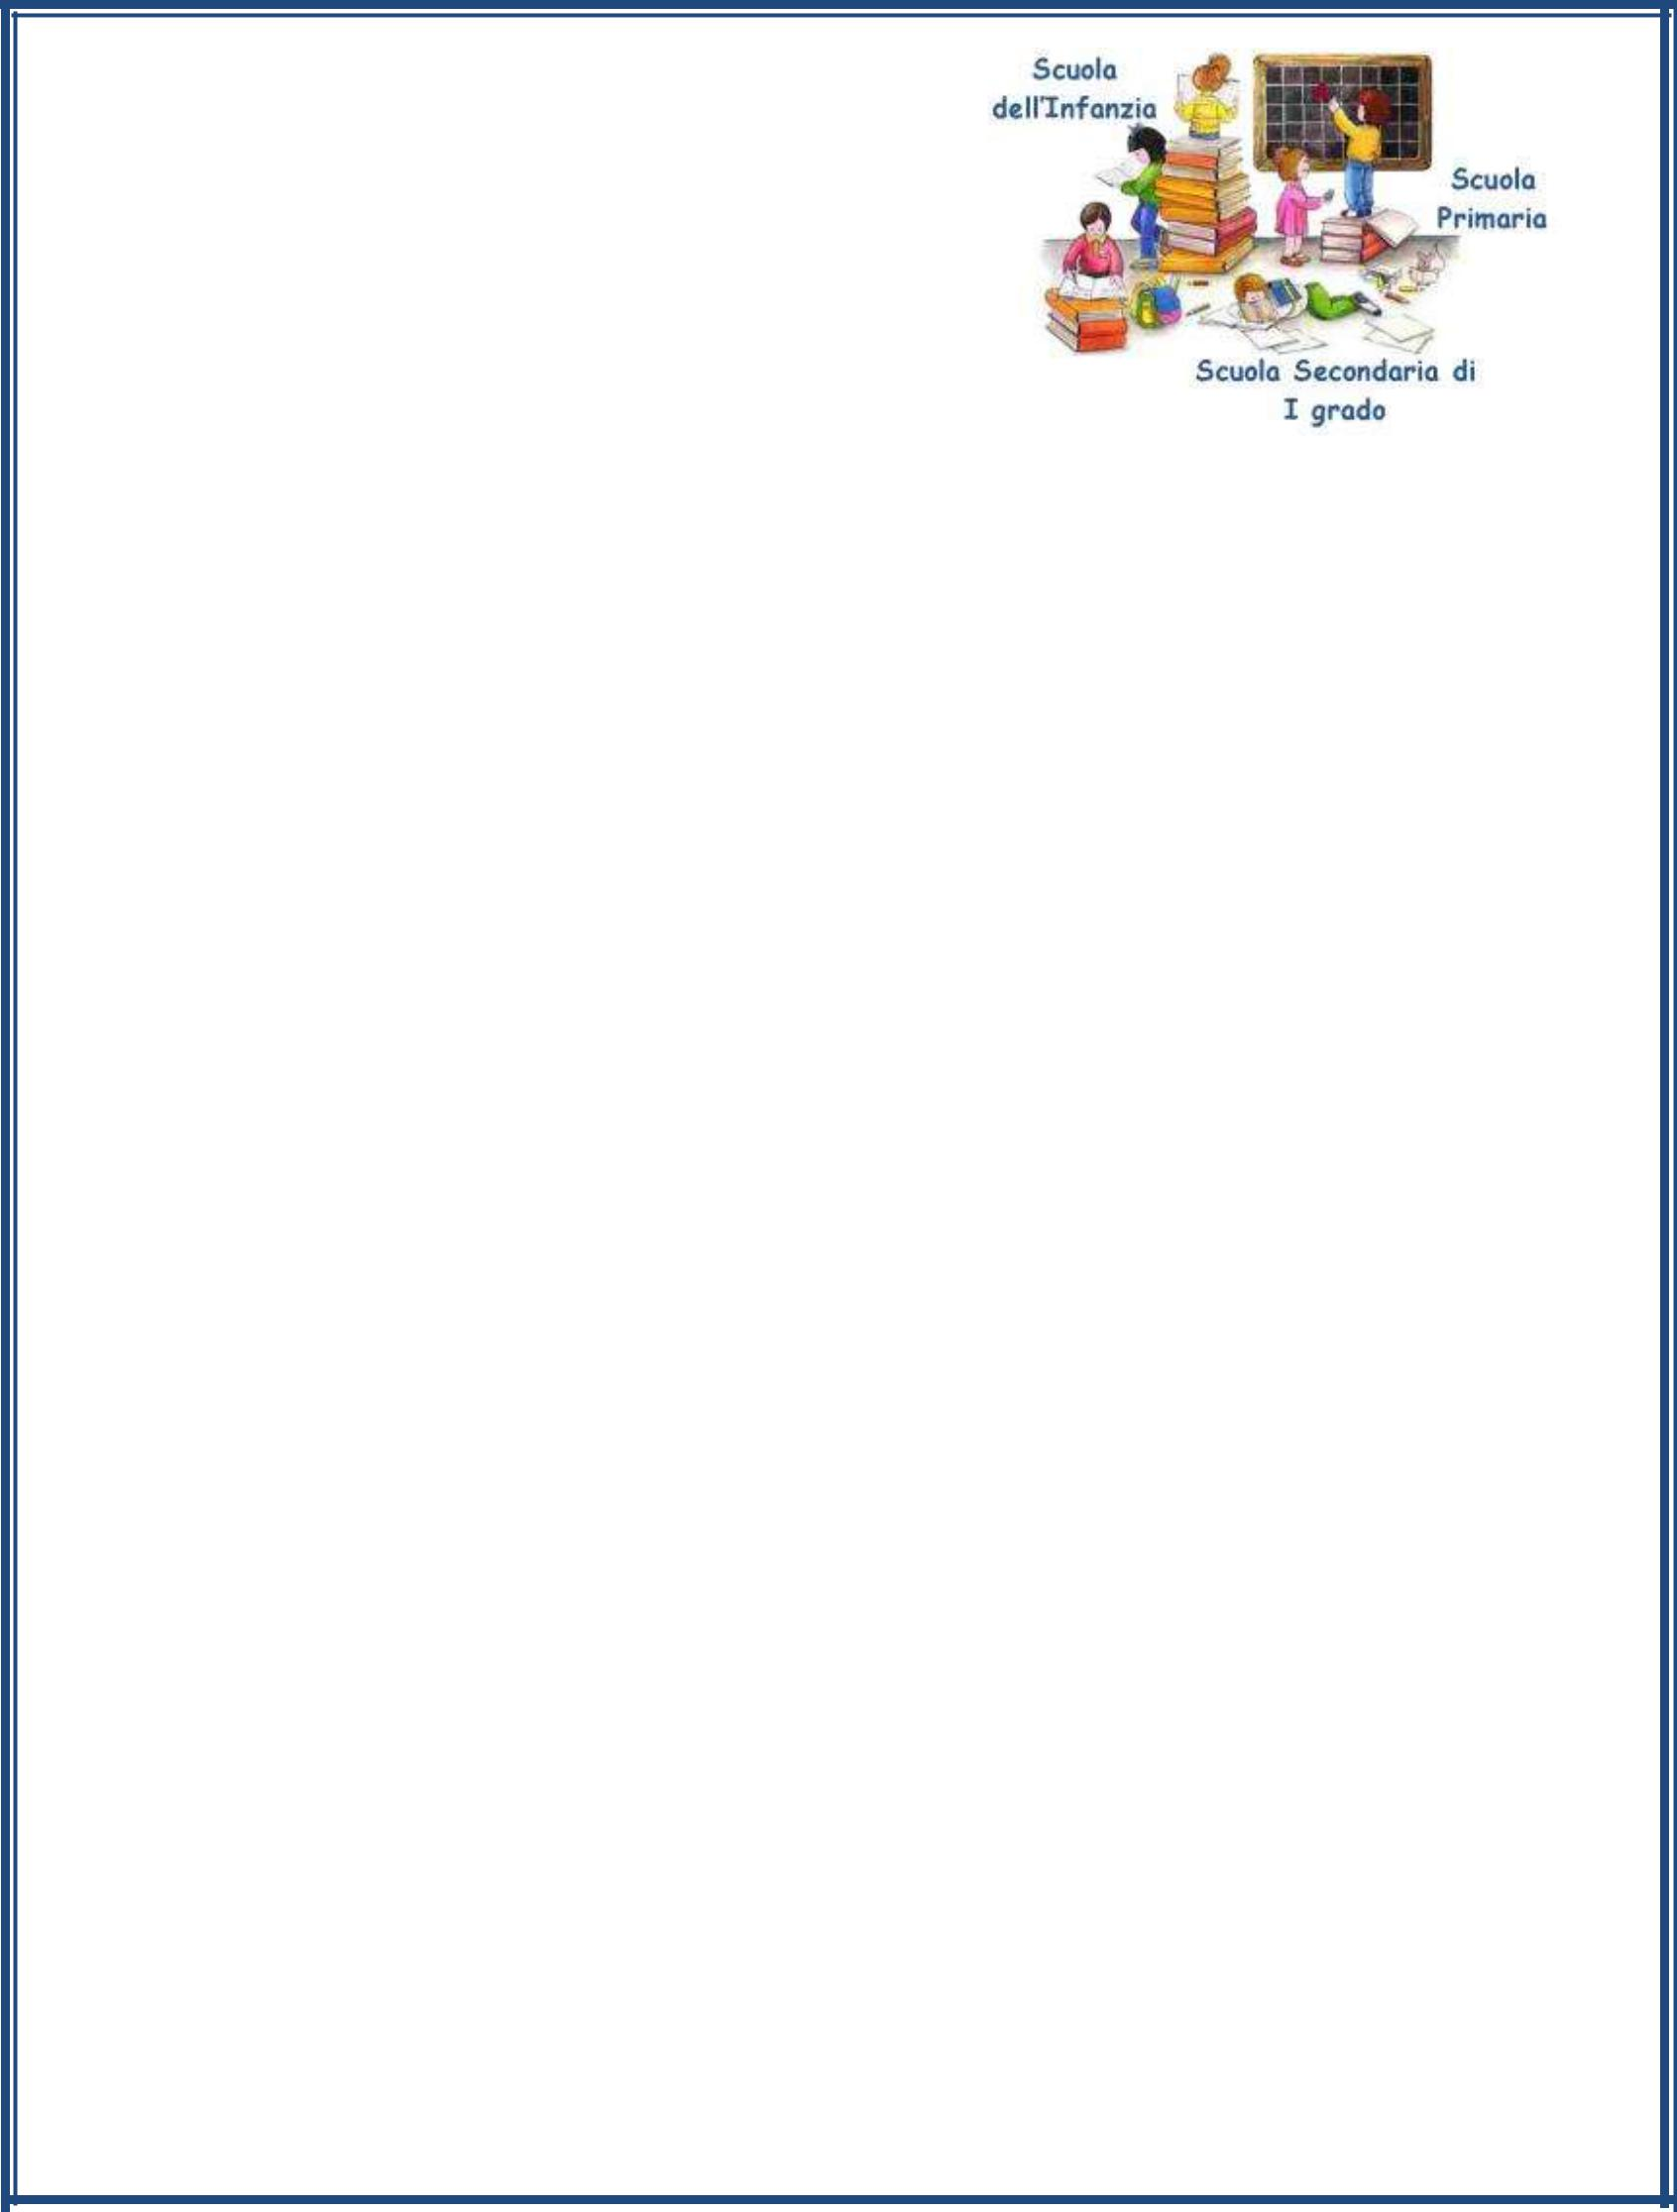 Scuola
dell'Infanzia
Scuola
Primaria
Scuola Secondaria di
I grado